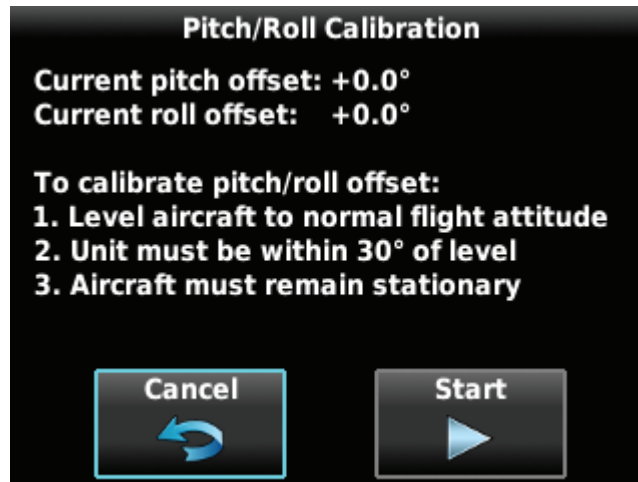 Pitch/Roll Calibration
Current pitch offset: +0.0°
Current roll offset: +0.0°
To calibrate pitch/roll offset:
1. Level aircraft to normal flight attitude
2. Unit must be within 30° of level
3. Aircraft must remain stationary
Cancel
Start